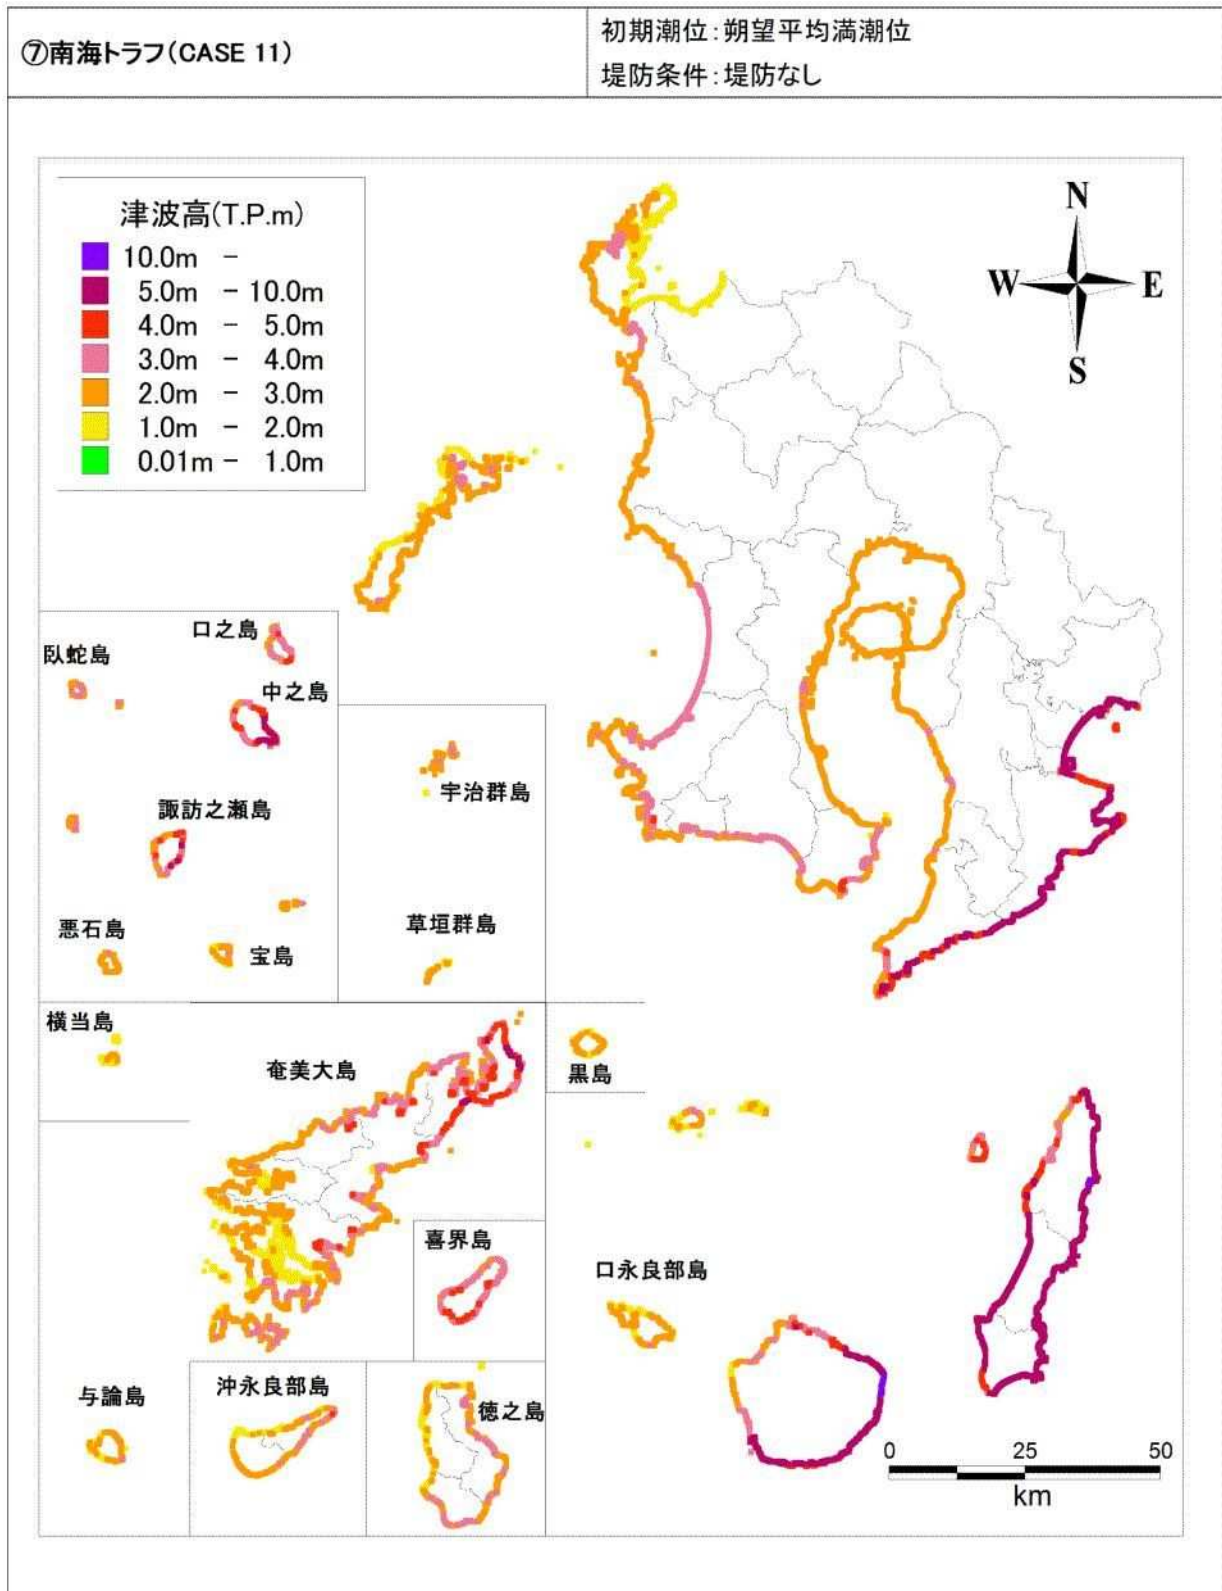 ⑦南海トラフ(CASE 11)
初期潮位:朔望平均満潮位
堤防条件:堤防なし
津波高(T.P.m)
10.0m －
5.0m － 10.0m
4.0m － 5.0m
3.0m － 4.0m
2.0m － 3.0m
1.0m － 2.0m
0.01m － 1.0m
N
W E
S
口之島
臥蛇島
中之島
宇治群島
諏訪之瀬島
草垣群島
悪石島
宝島
横当島
奄美大島
黒島
喜界島
口永良部島
与論島
沖永良部島
徳之島
0 25 50
km